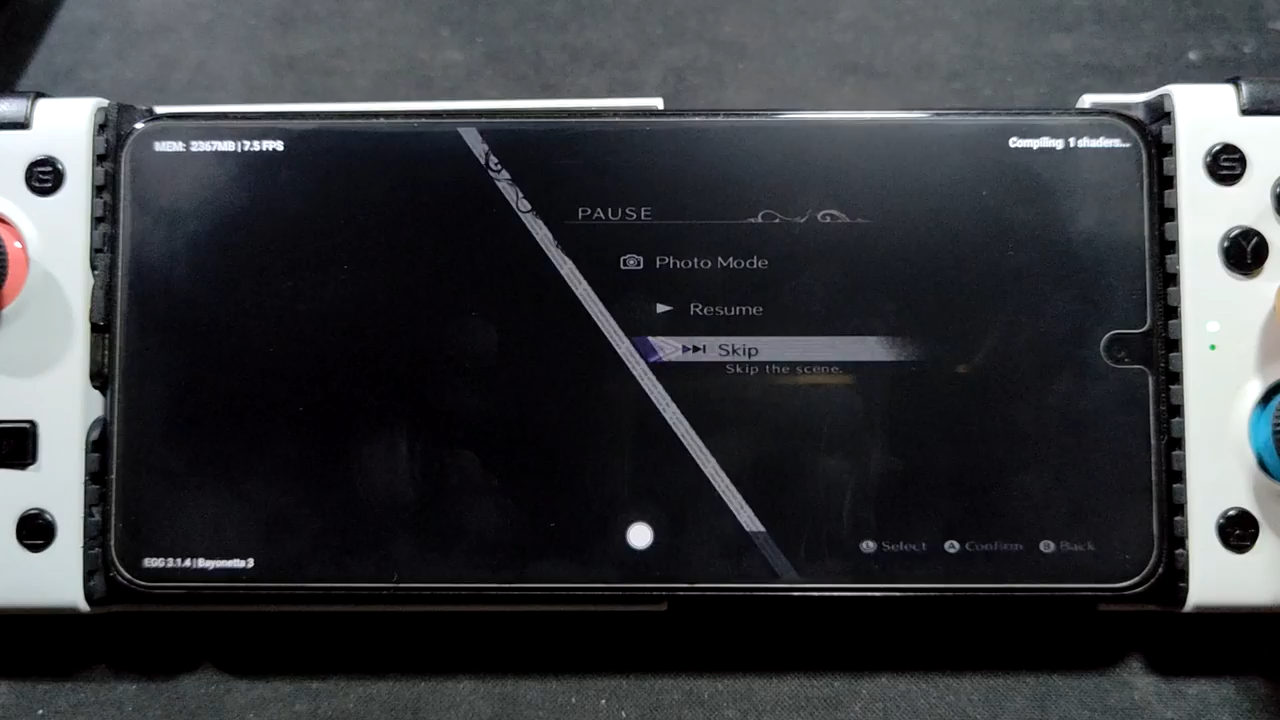 MEM: 2367MB | 7.5 FPS
Compiling 1 shaders...
PAUSE
Photo Mode
Resume
Skip
Skip the scene.
L Select A Confirm B Back
EGG 3.1.4 | Bayonetta 3
S
Y